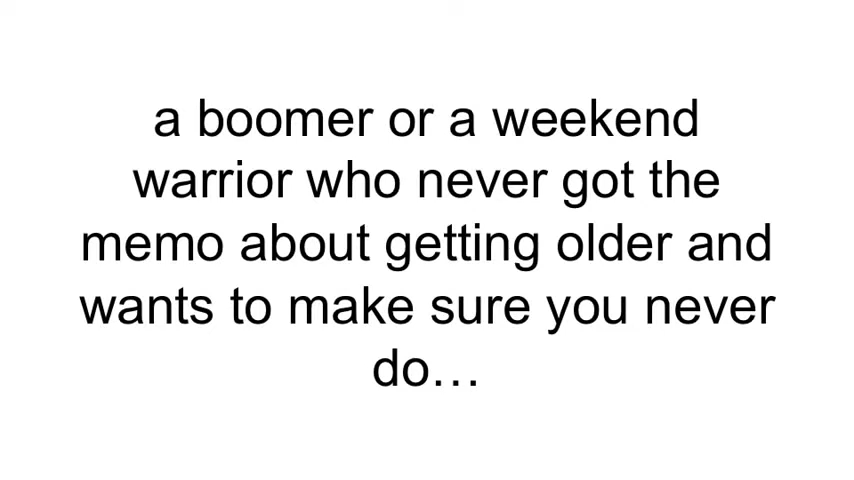 a boomer or a weekend
warrior who never got the
memo about getting older and
wants to make sure you never
do…